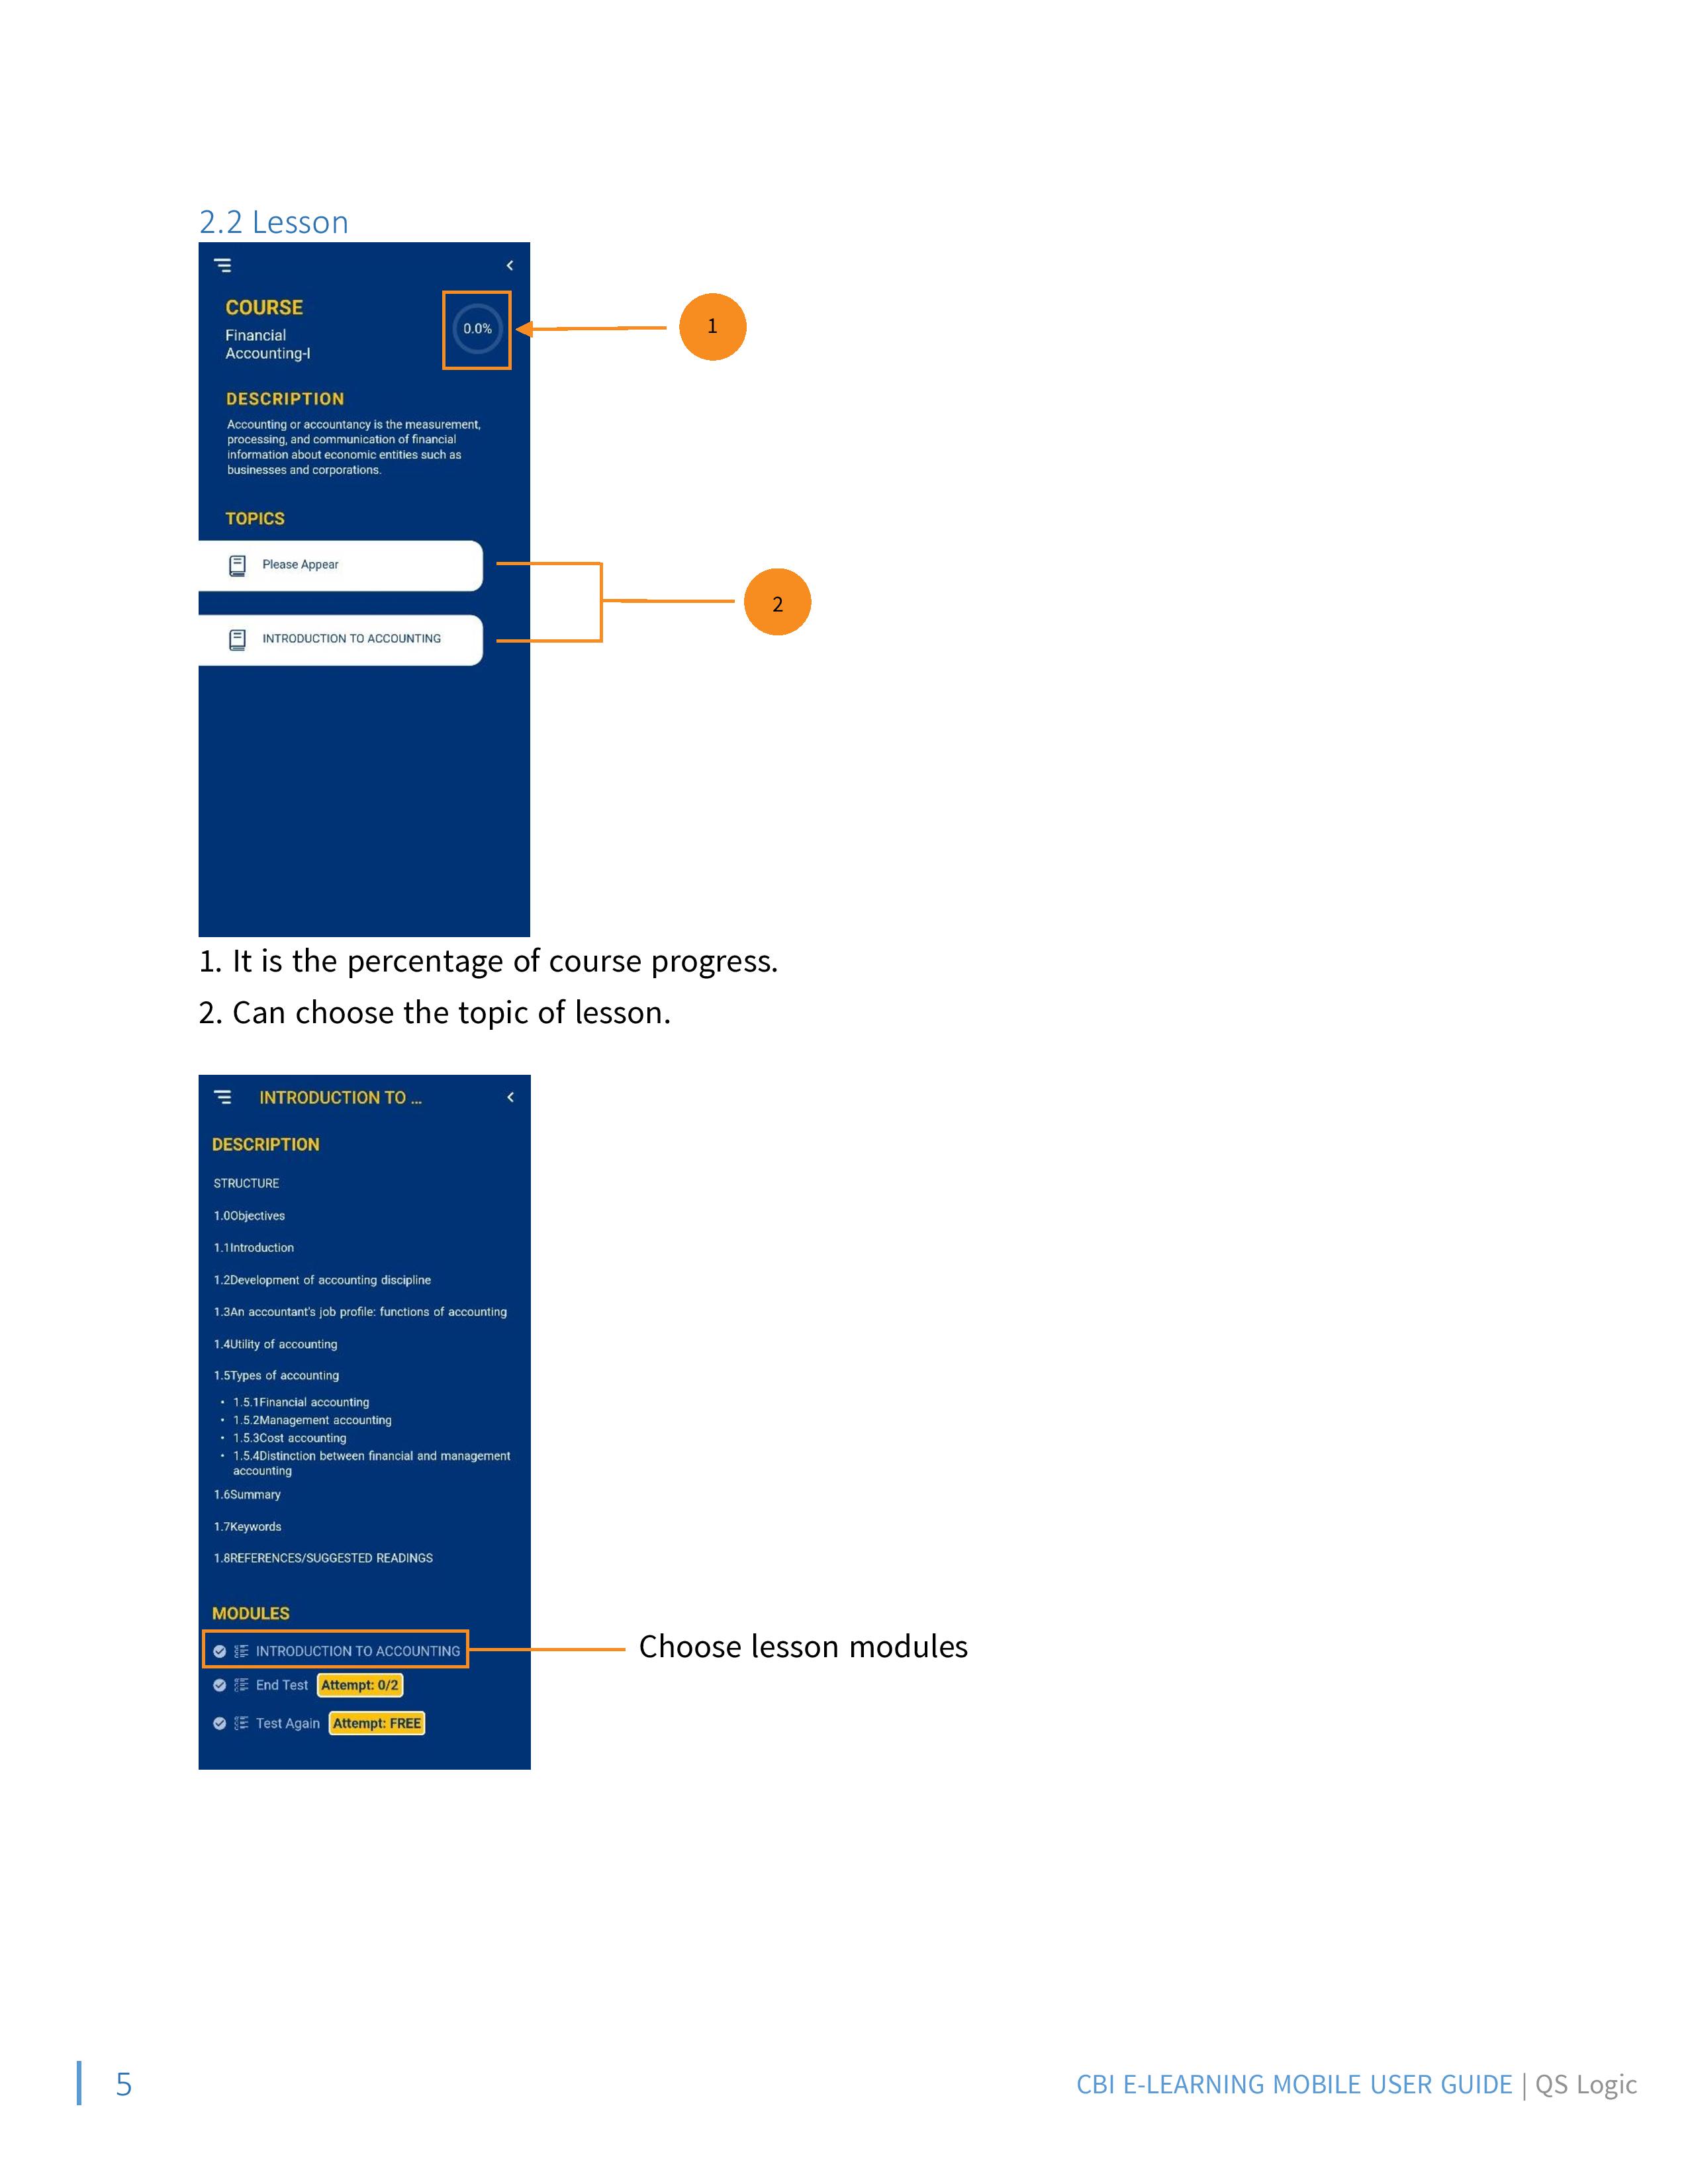 2.2 Lesson
COURSE
Financial
Accounting-I
0.0%
1
DESCRIPTION
Accounting or accountancy is the measurement,
processing, and communication of financial
information about economic entities such as
businesses and corporations.
TOPICS
Please Appear
2
INTRODUCTION TO ACCOUNTING
1. It is the percentage of course progress.
2. Can choose the topic of lesson.
INTRODUCTION TO ...
DESCRIPTION
STRUCTURE
1.0Objectives
1.1Introduction
1.2Development of accounting discipline
1.3An accountant's job profile: functions of accounting
1.4Utility of accounting
1.5Types of accounting
• 1.5.1Financial accounting
• 1.5.2Management accounting
• 1.5.3Cost accounting
• 1.5.4Distinction between financial and management
accounting
1.6Summary
1.7Keywords
1.8REFERENCES/SUGGESTED READINGS
MODULES
INTRODUCTION TO ACCOUNTING
Choose lesson modules
End Test Attempt: 0/2
Test Again Attempt: FREE
5
CBI E-LEARNING MOBILE USER GUIDE | QS Logic